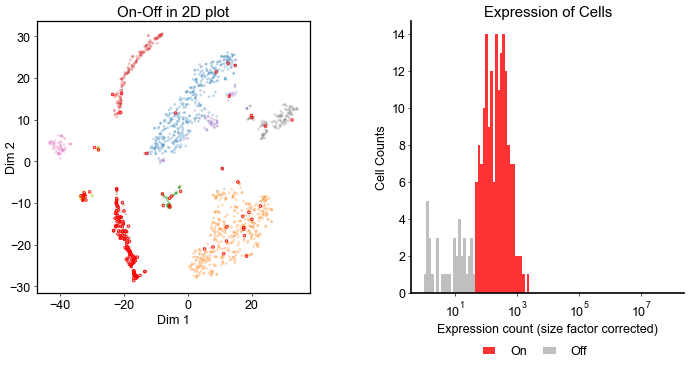 On-Off in 2D plot
Expression of Cells
30
20
10
0
−10
−20
−30
Dim 2
−40
−20
0
20
Dim 1
14
12
10
8
6
4
2
0
Cell Counts
10^1
10^3
10^5
10^7
Expression count (size factor corrected)
On
Off